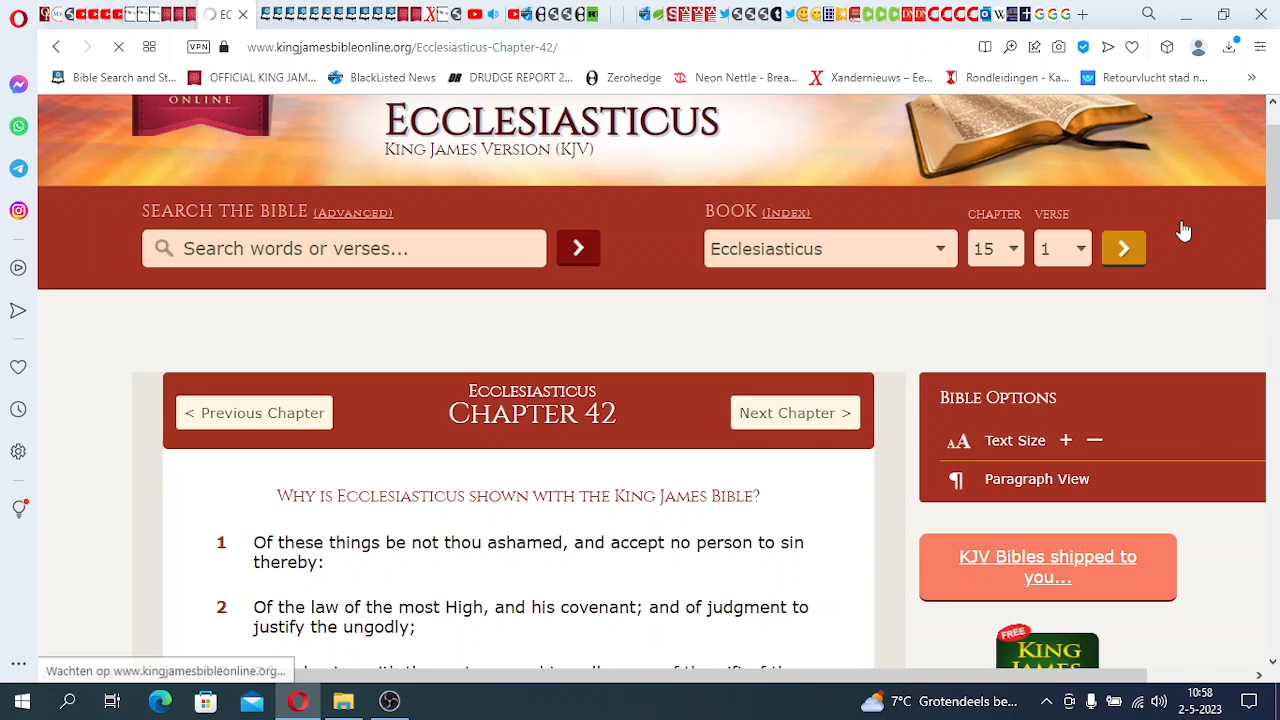 EC
www.kingjamesbibleonline.org/Ecclesiasticus-Chapter-42/
VPN
Bible Search and St...
OFFICIAL KING JAM...
BlackListed News
DRUDGE REPORT 2...
Zerohedge
Neon Nettle - Brea...
Xandernieuws – Ee...
Rondleidingen - Ka...
Retourvlucht stad n...
ONLINE
Ecclesiasticus
King James Version (KJV)
Search the Bible (Advanced)
Book (Index)
Chapter
Verse
Search words or verses...
Ecclesiasticus
15
1
Ecclesiasticus
Chapter 42
< Previous Chapter
Next Chapter >
Bible Options
Text Size + —
Paragraph View
Why is Ecclesiasticus shown with the King James Bible?
1 Of these things be not thou ashamed, and accept no person to sin
thereby:
2 Of the law of the most High, and his covenant; and of judgment to
justify the ungodly;
KJV Bibles shipped to
you...
FREE
KING
JAMES
Wachten op www.kingjamesbibleonline.org...
7°C Grotendeels be...
10:58
2-5-2023